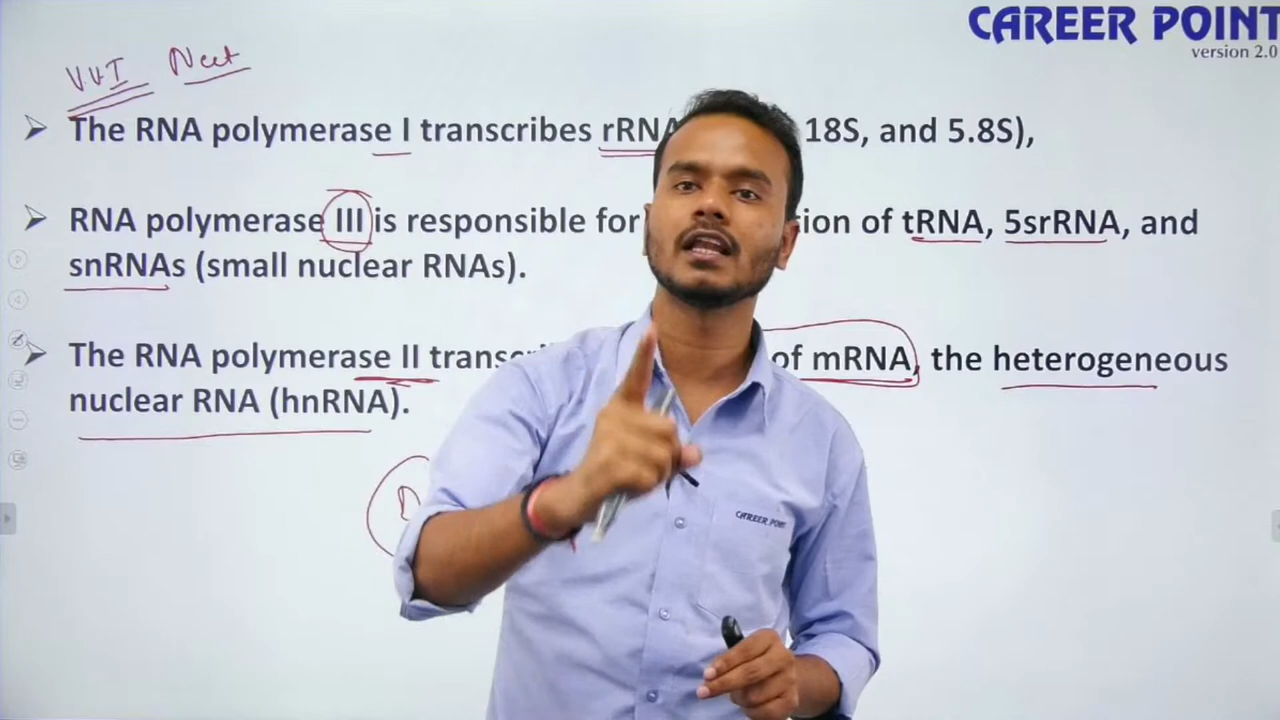 CAREER POINT
version 2.0
V.V.I Neet
The RNA polymerase I transcribes rRNA 18S, and 5.8S),
RNA polymerase III is responsible for ion of tRNA, 5srRNA, and
snRNAs (small nuclear RNAs).
The RNA polymerase II transc of mRNA, the heterogeneous
nuclear RNA (hnRNA).
CAREER POINT